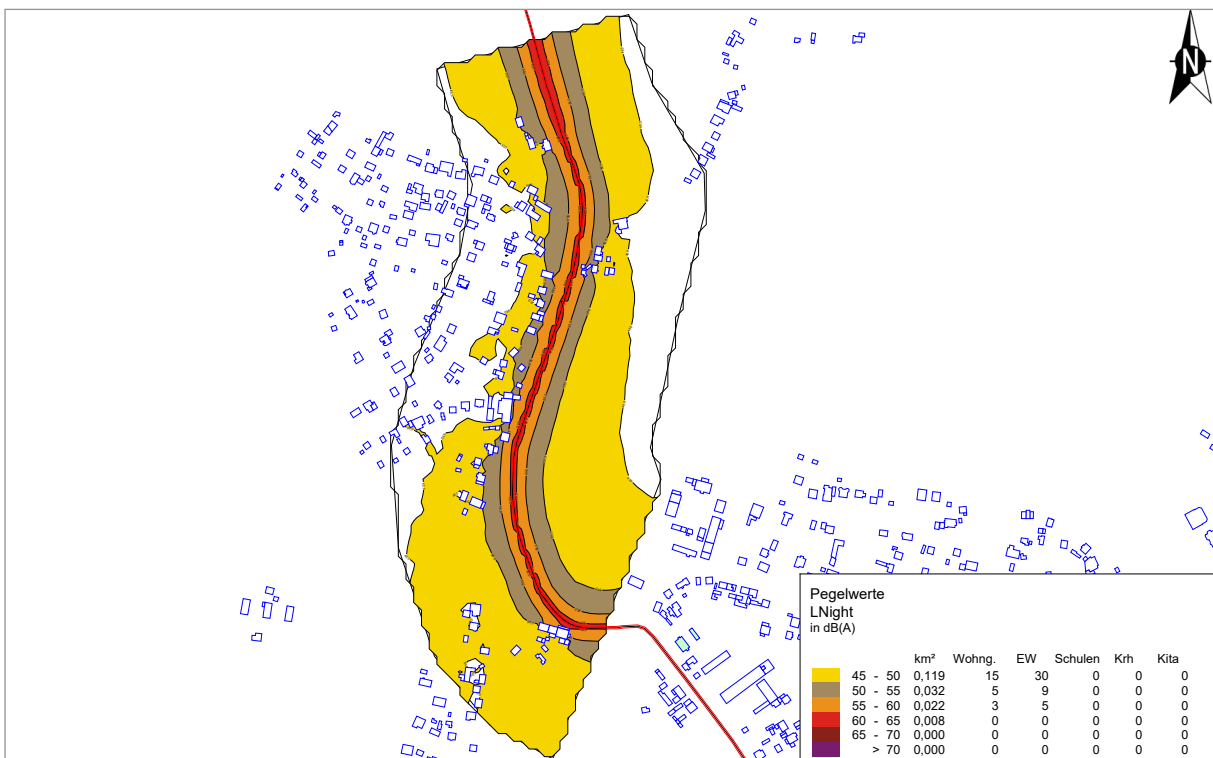 N
Pegelwerte
LNight
in dB(A)
km² Wohng. EW Schulen Krh Kita
45 - 50 0,119 15 30 0 0 0
50 - 55 0,032 5 9 0 0 0
55 - 60 0,022 3 5 0 0 0
60 - 65 0,008 0 0 0 0 0
65 - 70 0,000 0 0 0 0 0
> 70 0,000 0 0 0 0 0